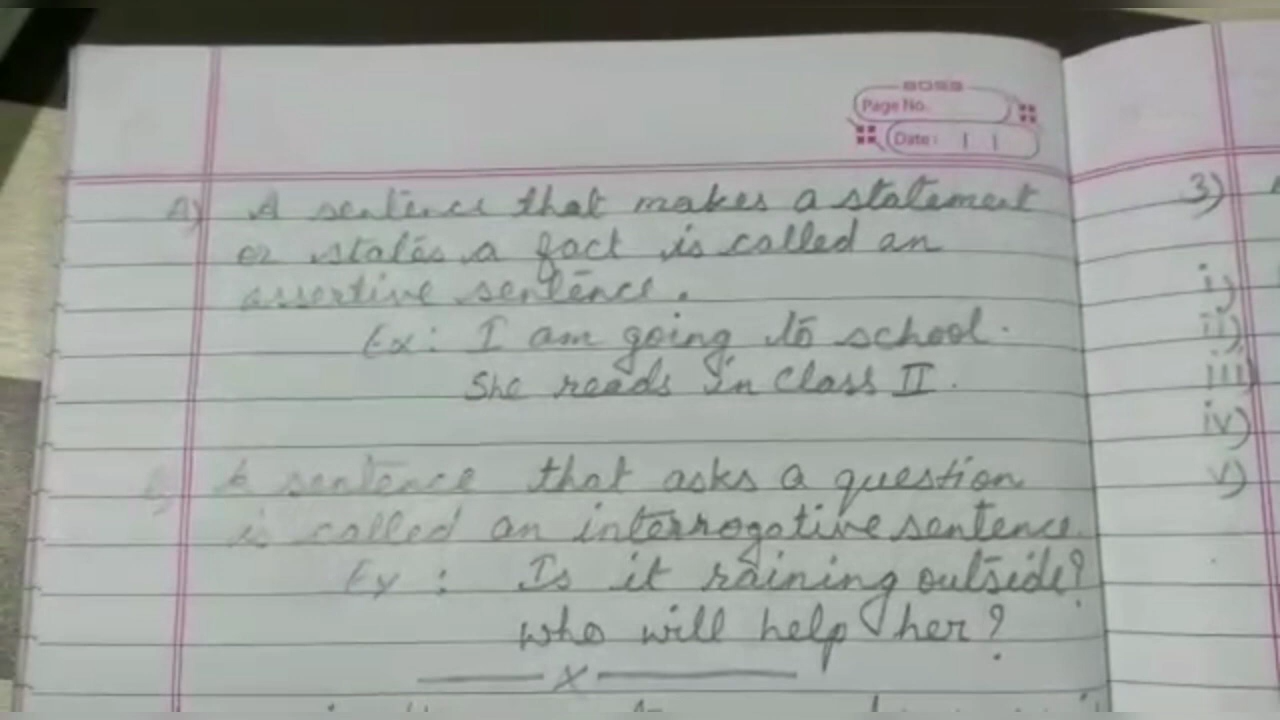 BOSS
Page No.
Date:
A) A sentence that makes a statement
or states a fact is called an
assertive sentence.
Ex: I am going to school.
She reads in Class II.
A sentence that asks a question
is called an interrogative sentence.
Ex: Is it raining outside?
Who will help her?
X
3)
i)
ii)
iii)
iv)
v)